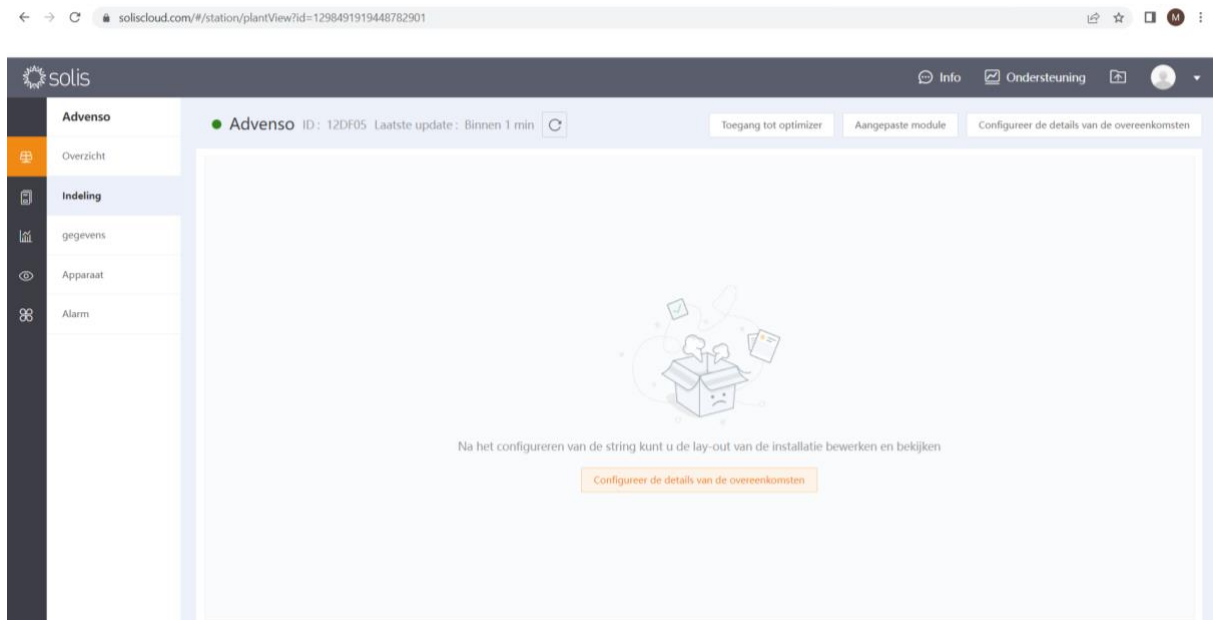 soliscloud.com/#/station/plantView?id=1298491919448782901
M
solis
Info
Ondersteuning
Advenso
Overzicht
Indeling
gegevens
Apparaat
Alarm
Advenso ID: 12DF05 Laatste update: Binnen 1 min
Toegang tot optimizer
Aangepaste module
Configureer de details van de overeenkomsten
Na het configureren van de string kunt u de lay-out van de installatie bewerken en bekijken
Configureer de details van de overeenkomsten